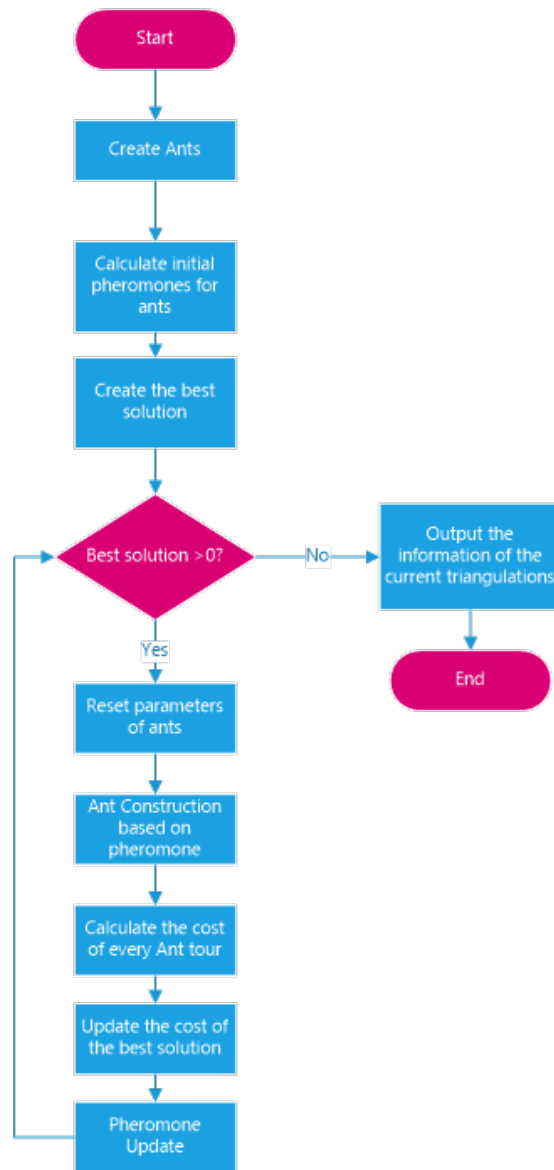 Start
Create Ants
Calculate initial
pheromones for
ants
Create the best
solution
Best solution >0?
No
Output the
information of the
current triangulations
End
Yes
Reset parameters
of ants
Ant Construction
based on
pheromone
Calculate the cost
of every Ant tour
Update the cost of
the best solution
Pheromone
Update